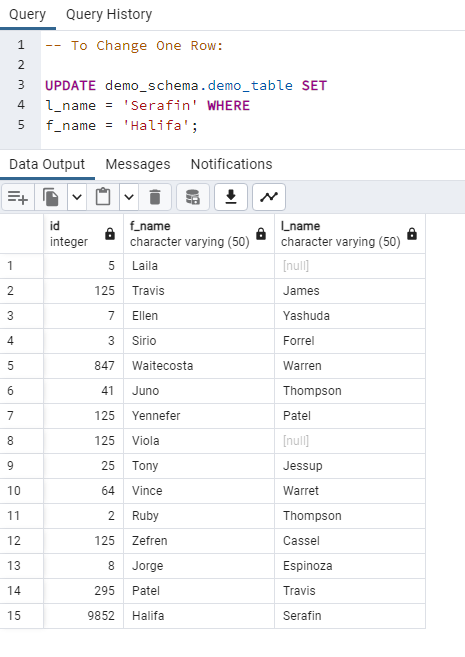 Query Query History
1 -- To Change One Row:
2
3 UPDATE demo_schema.demo_table SET
4 l_name = 'Serafin' WHERE
5 f_name = 'Halifa';
Data Output Messages Notifications
id f_name l_name
integer character varying (50) character varying (50)
1 5 Laila [null]
2 125 Travis James
3 7 Ellen Yashuda
4 3 Sirio Forrel
5 847 Waitecosta Warren
6 41 Juno Thompson
7 125 Yennefer Patel
8 125 Viola [null]
9 25 Tony Jessup
10 64 Vince Warret
11 2 Ruby Thompson
12 125 Zefren Cassel
13 8 Jorge Espinoza
14 295 Patel Travis
15 9852 Halifa Serafin